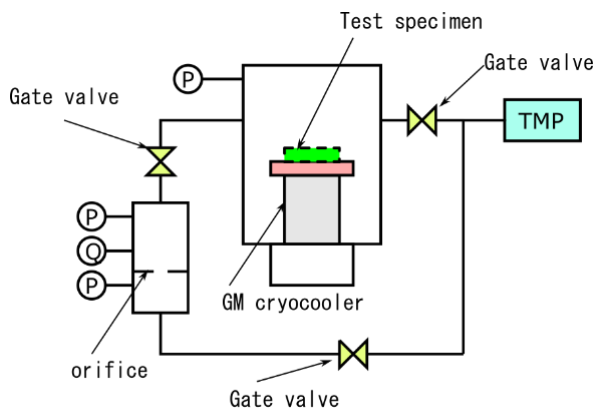 Test specimen
Gate valve
P
Gate valve
TMP
P
Q
P
GM cryocooler
orifice
Gate valve